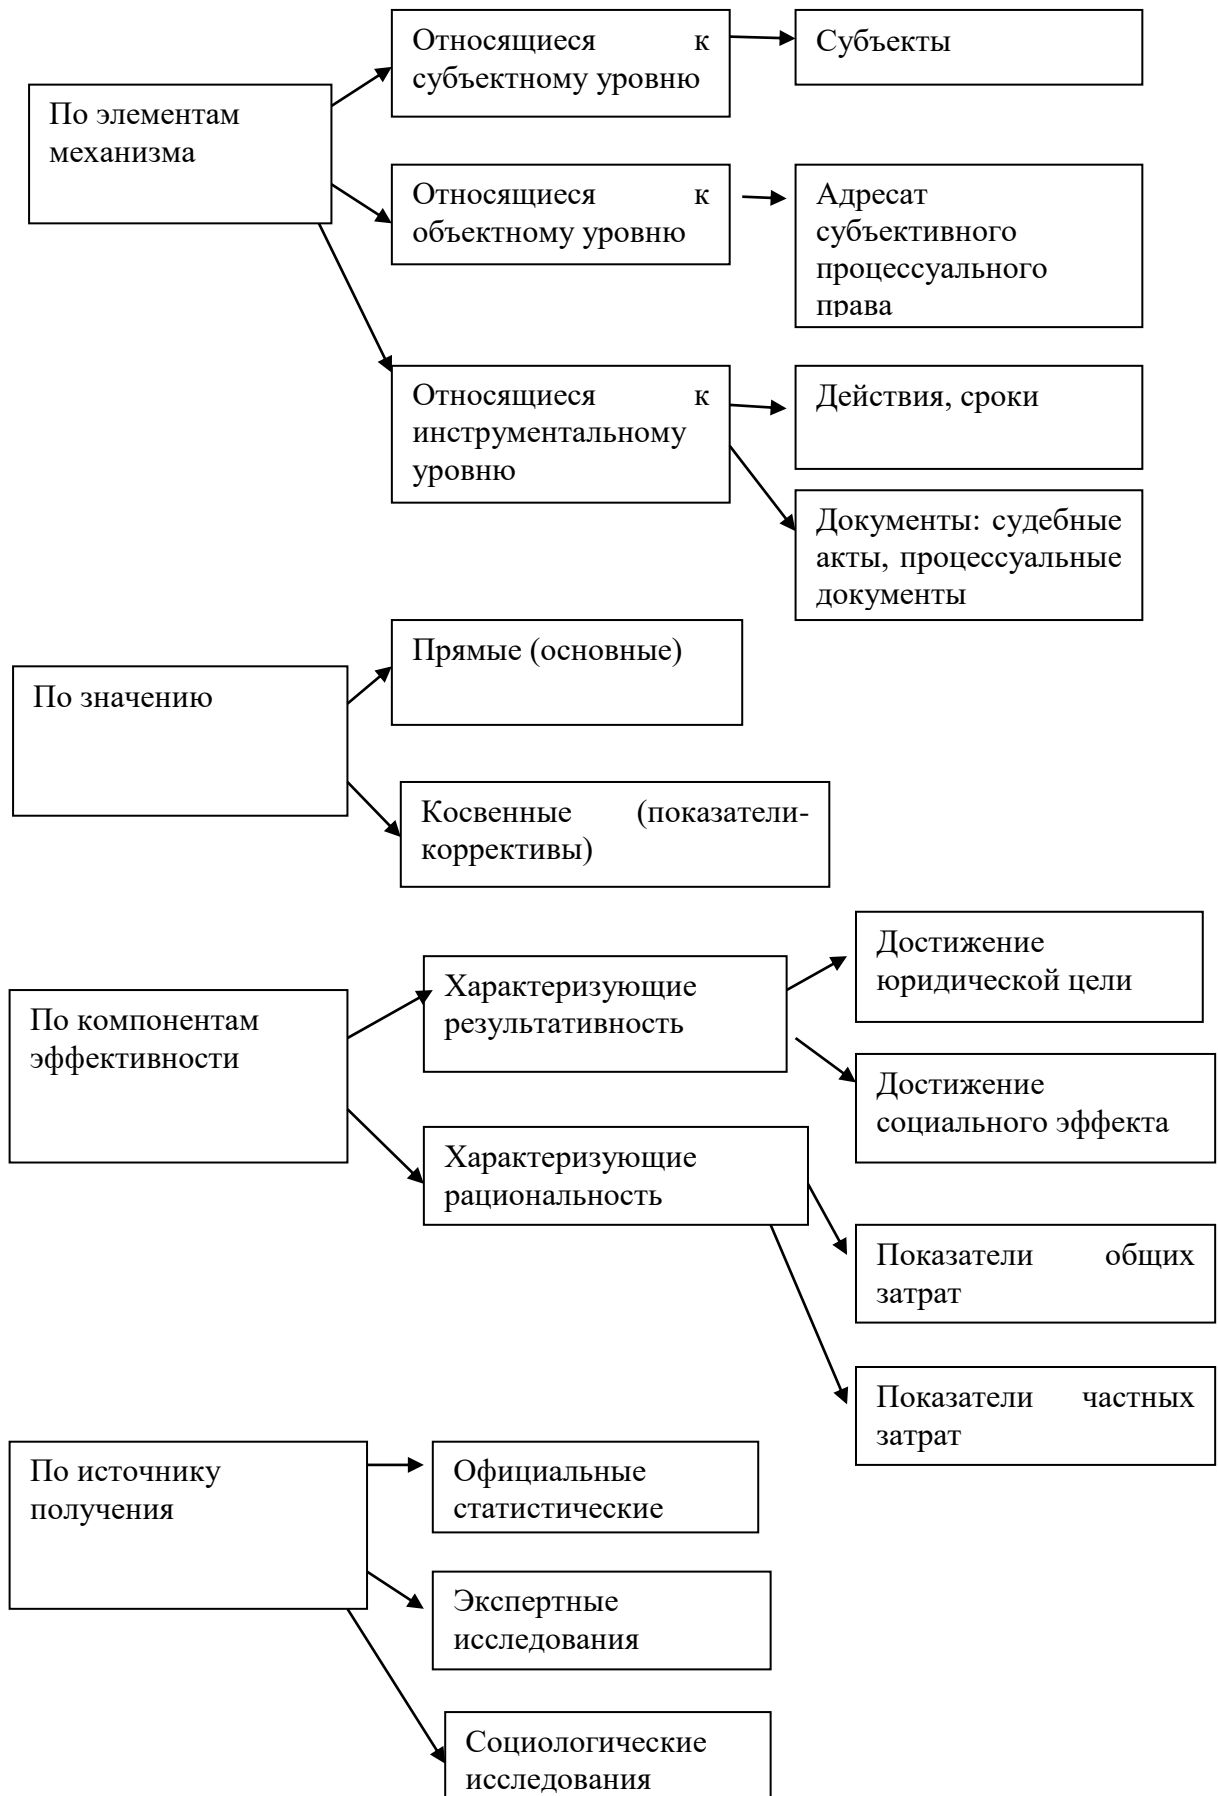 По элементам
механизма
Относящиеся к
субъектному уровню
Субъекты
Относящиеся к
объектному уровню
Адресат
субъективного
процессуального
права
Относящиеся к
инструментальному
уровню
Действия, сроки
Документы: судебные
акты, процессуальные
документы
По значению
Прямые (основные)
Косвенные (показатели-
коррективы)
По компонентам
эффективности
Характеризующие
результативность
Достижение
юридической цели
Достижение
социального эффекта
Характеризующие
рациональность
Показатели общих
затрат
Показатели частных
затрат
По источнику
получения
Официальные
статистические
Экспертные
исследования
Социологические
исследования